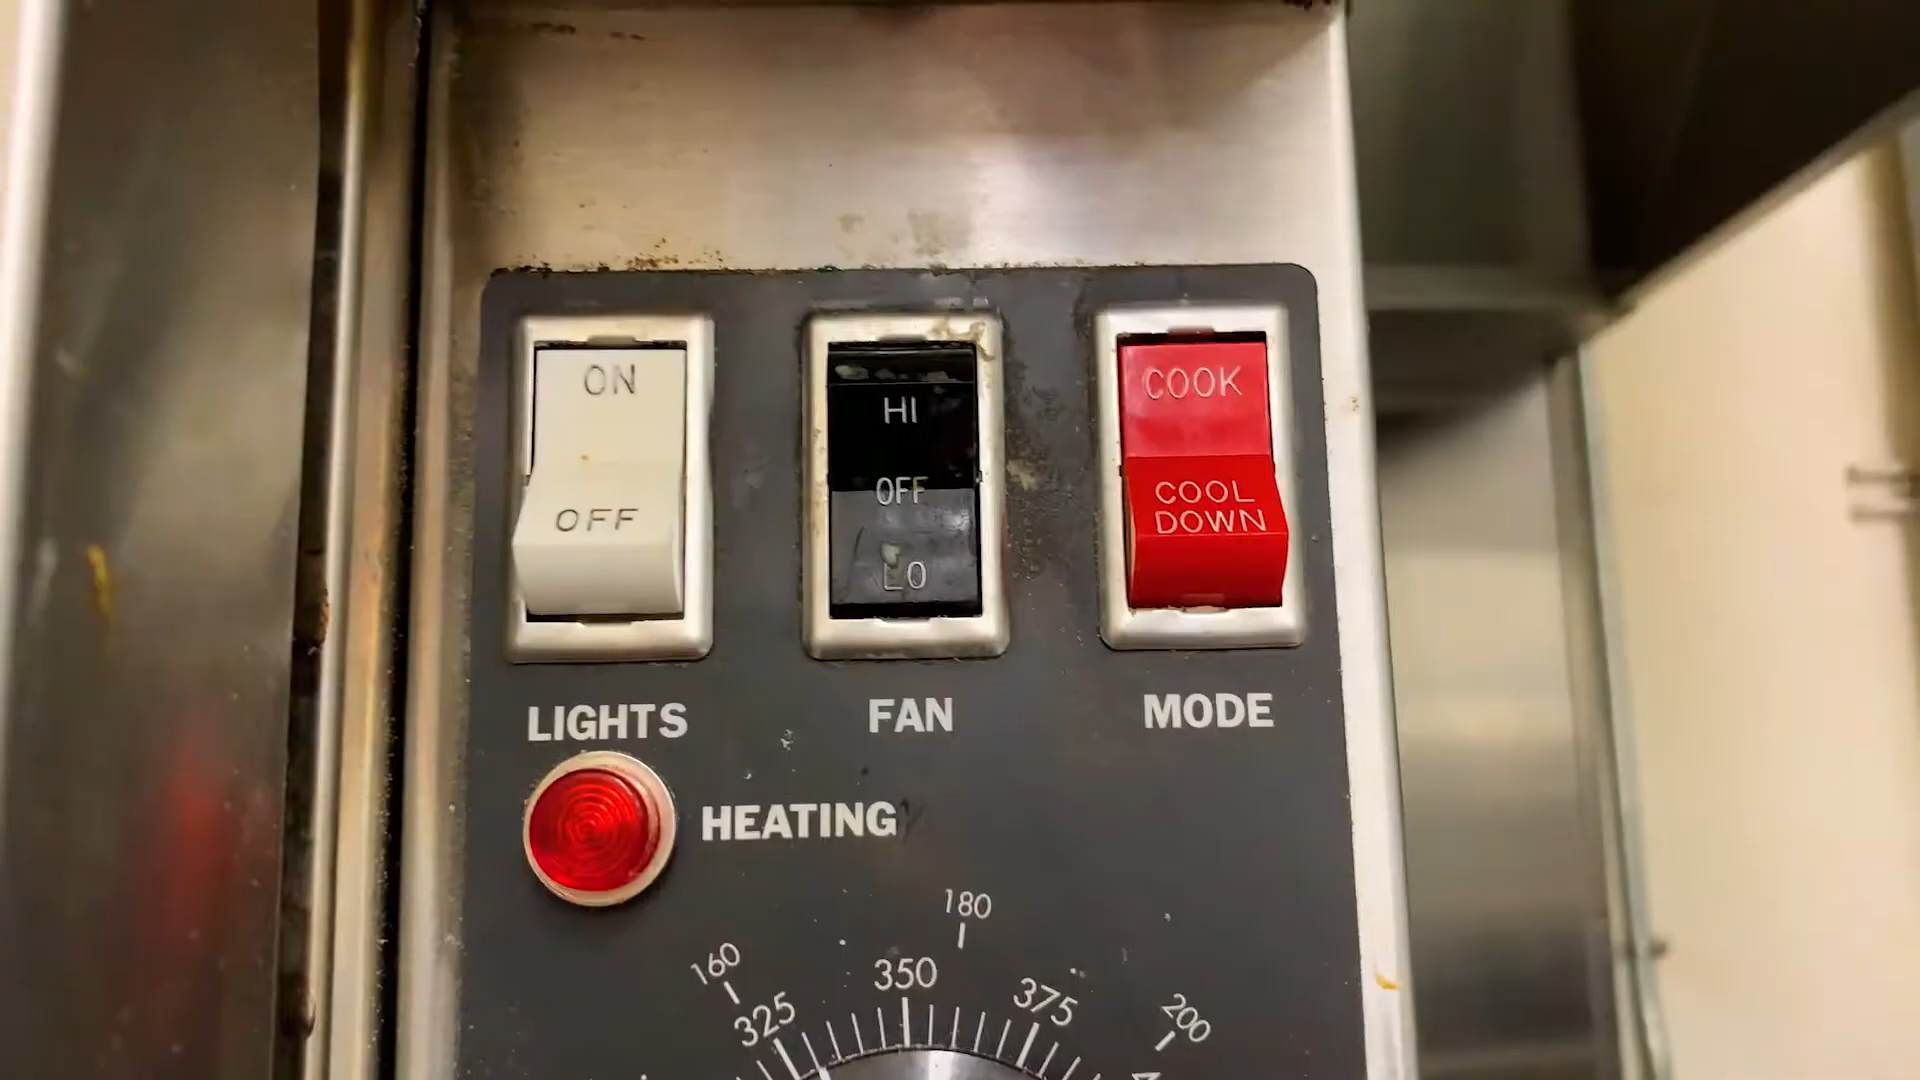 ON
OFF
LIGHTS
HI
OFF
LO
FAN
COOK
COOL
DOWN
MODE
HEATING
160
180
200
325
350
375